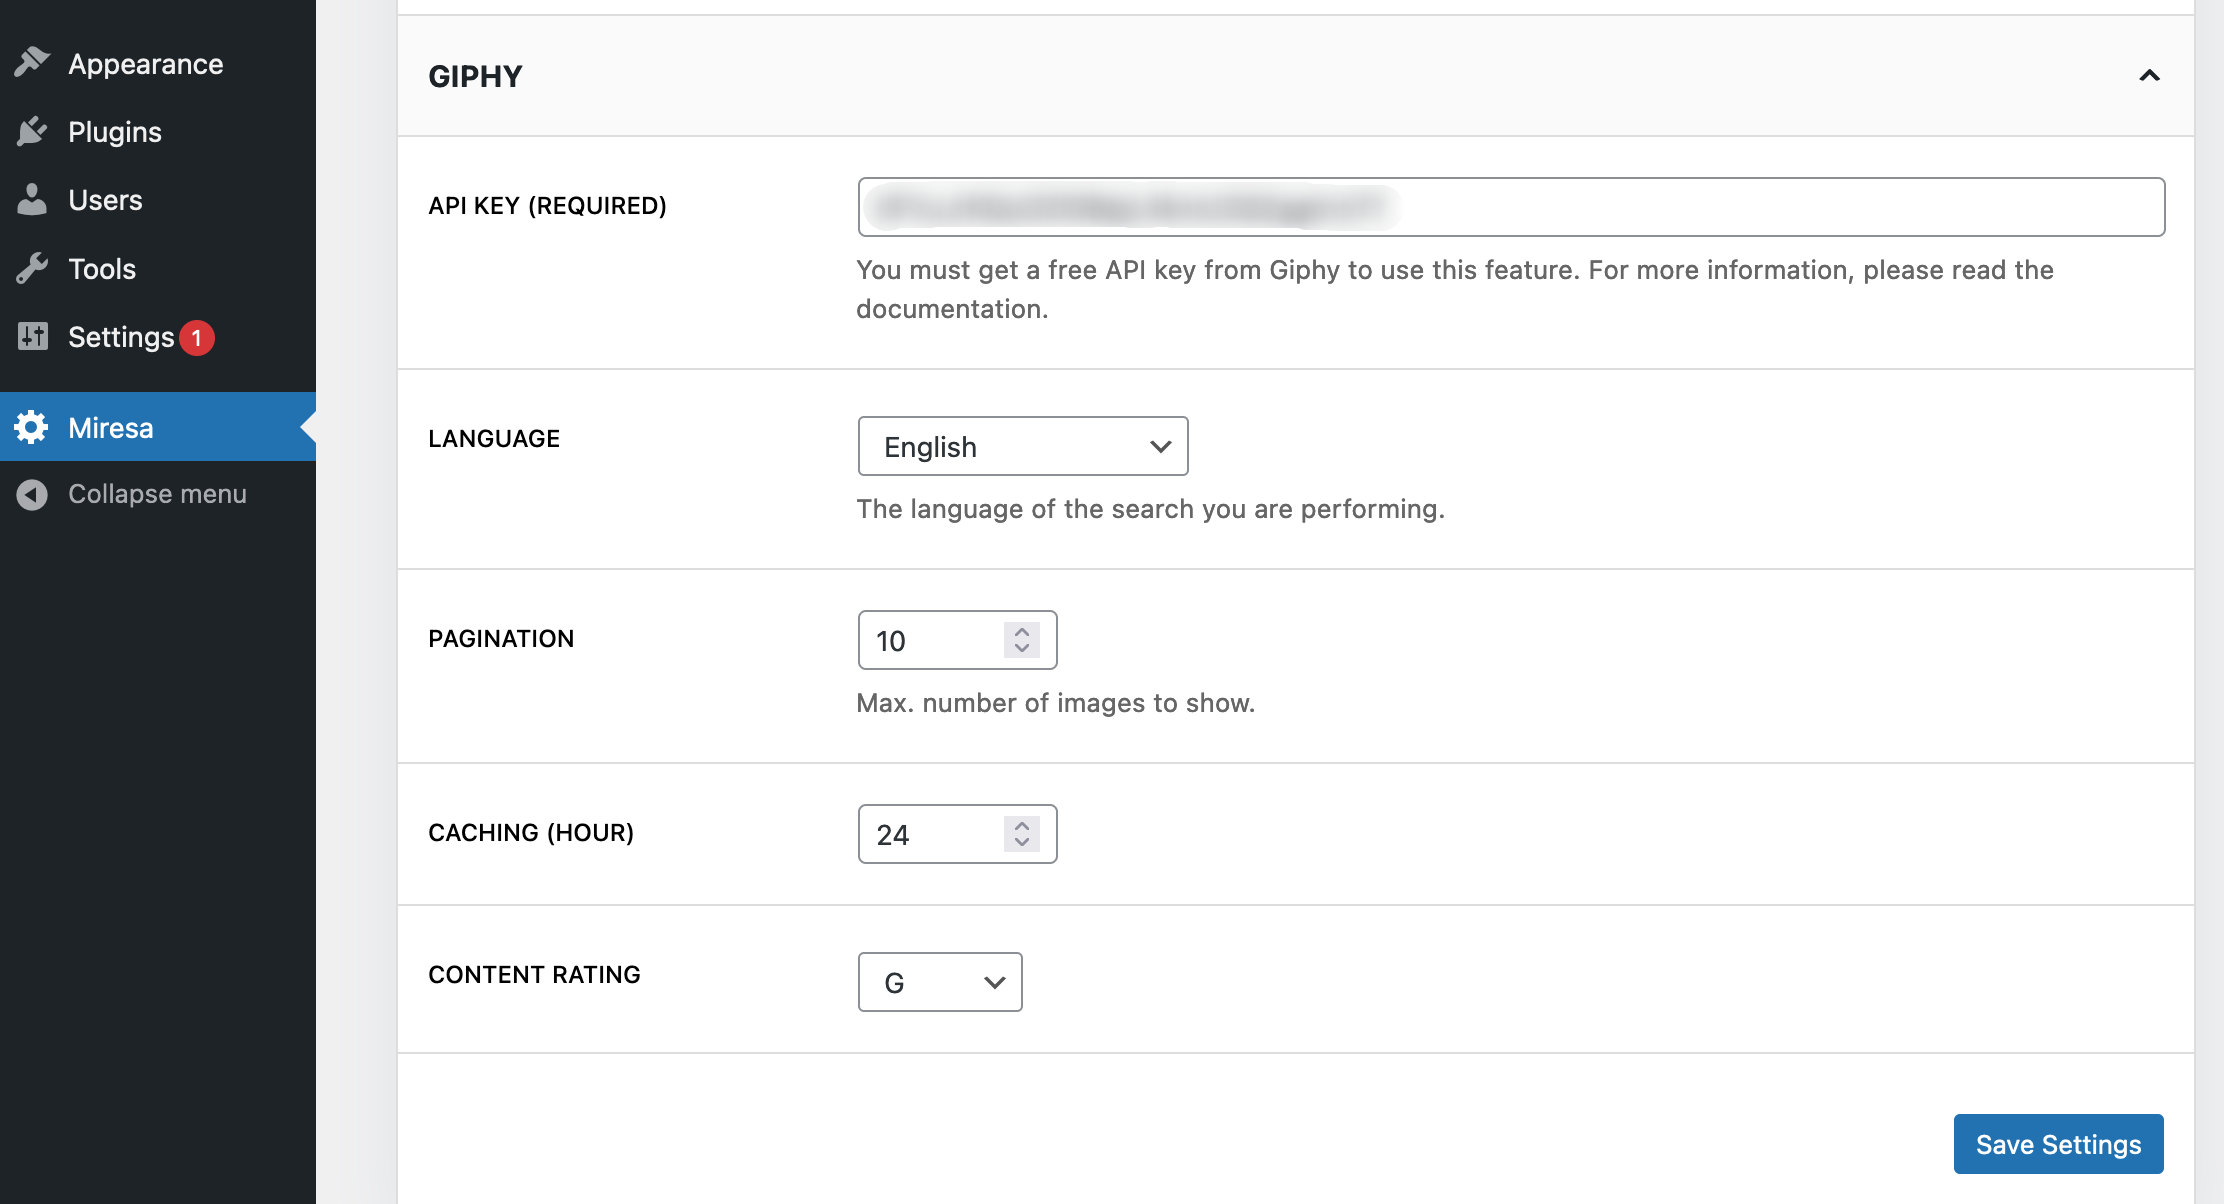 Appearance
Plugins
Users
Tools
Settings 1
Miresa
Collapse menu
GIPHY
API KEY (REQUIRED)
You must get a free API key from Giphy to use this feature. For more information, please read the
documentation.
LANGUAGE
English
The language of the search you are performing.
PAGINATION
10
Max. number of images to show.
CACHING (HOUR)
24
CONTENT RATING
G
Save Settings